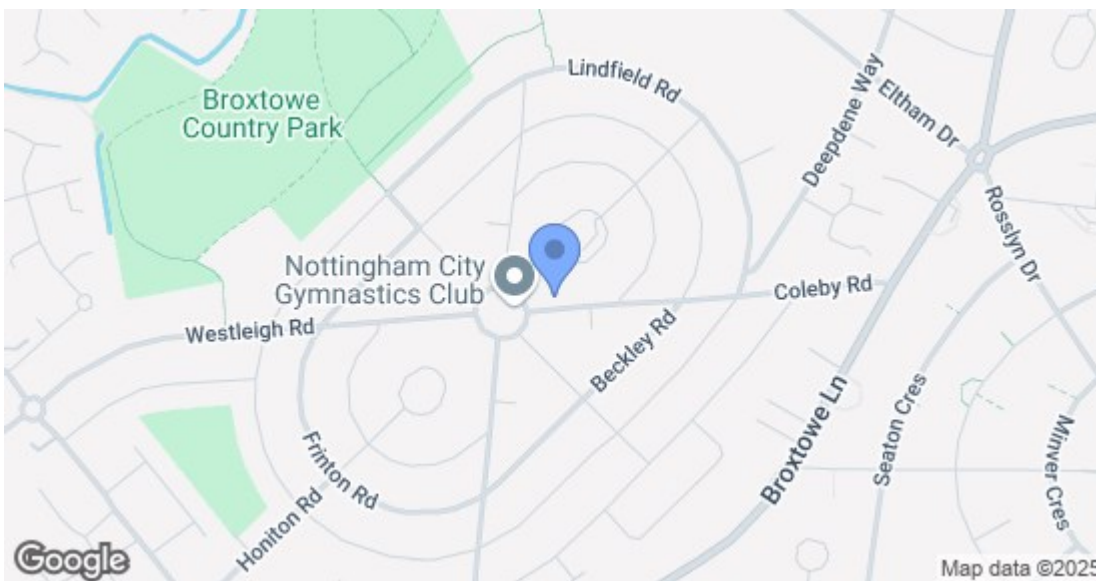 Broxtowe
Country Park
Lindfield Rd
Deepdene Way
Eltham Dr
Rosslyn Dr
Nottingham City
Gymnastics Club
Coleby Rd
Westleigh Rd
Beckley Rd
Broxtowe Ln
Seaton Cres
Minver Cres
Frinton Rd
Honiton Rd
Google
Map data ©2025